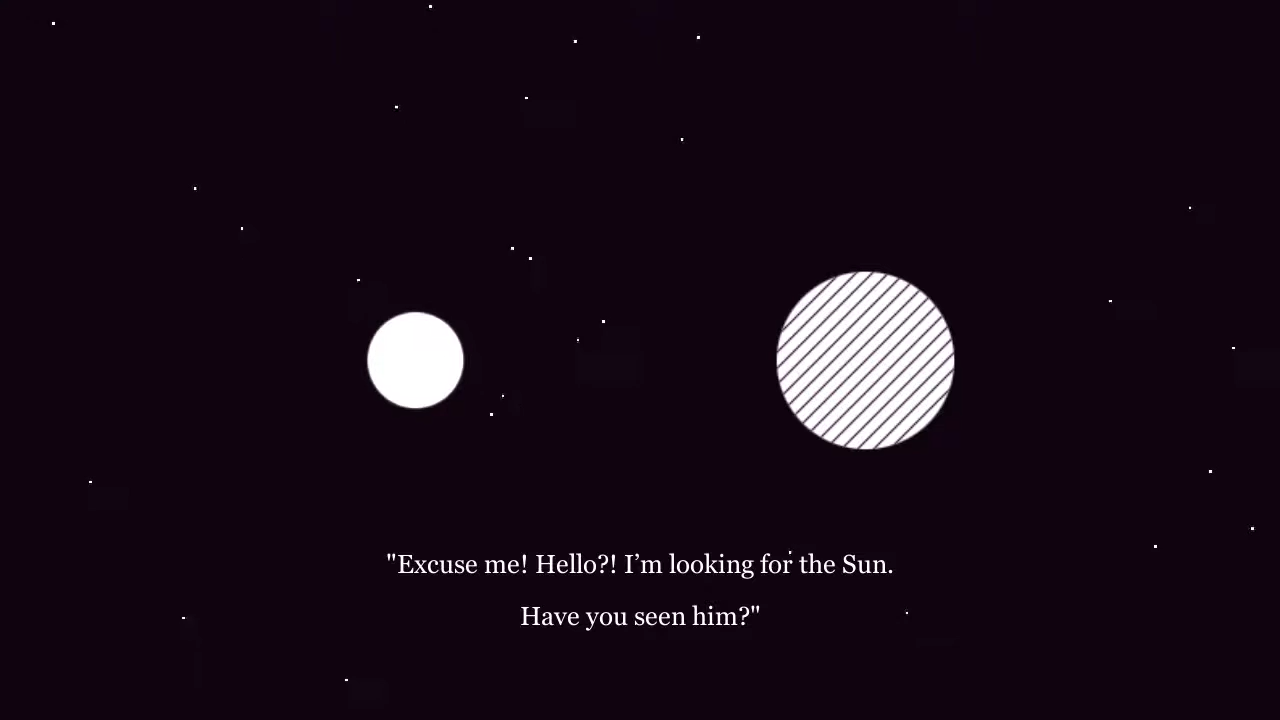 "Excuse me! Hello?! I’m looking for the Sun.
Have you seen him?"